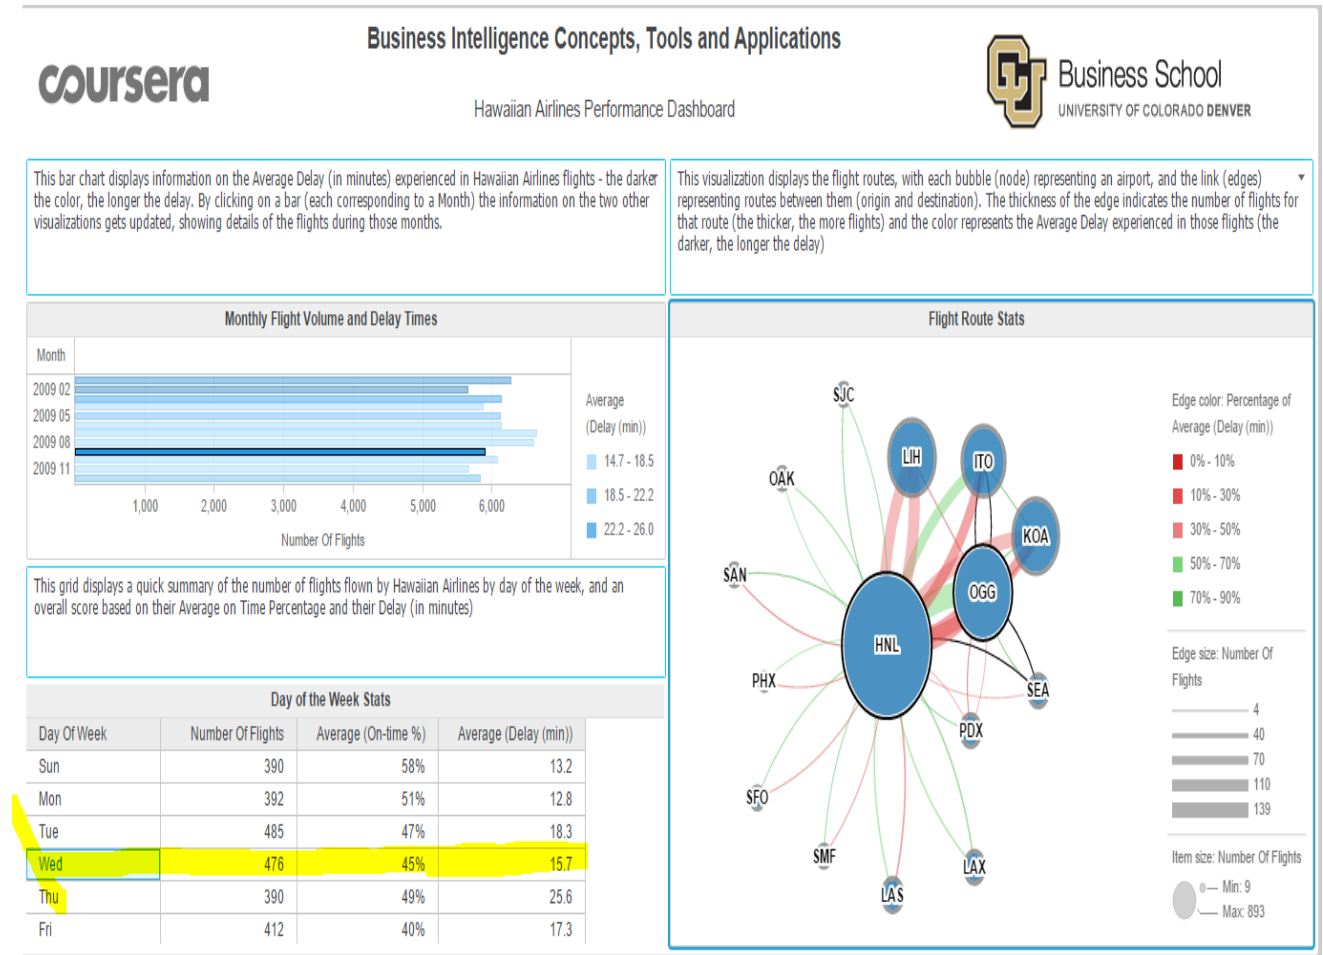 Business Intelligence Concepts, Tools and Applications
coursera
Hawaiian Airlines Performance Dashboard
CU
Business School
UNIVERSITY OF COLORADO DENVER
This bar chart displays information on the Average Delay (in minutes) experienced in Hawaiian Airlines flights - the darker
the color, the longer the delay. By clicking on a bar (each corresponding to a Month) the information on the two other
visualizations gets updated, showing details of the flights during those months.
This visualization displays the flight routes, with each bubble (node) representing an airport, and the link (edges)
representing routes between them (origin and destination). The thickness of the edge indicates the number of flights for
that route (the thicker, the more flights) and the color represents the Average Delay experienced in those flights (the
darker, the longer the delay)
Monthly Flight Volume and Delay Times
Month
2009 02
2009 05
2009 08
2009 11
1,000 2,000 3,000 4,000 5,000 6,000
Number Of Flights
Average
(Delay (min))
14.7 - 18.5
18.5 - 22.2
22.2 - 26.0
This grid displays a quick summary of the number of flights flown by Hawaiian Airlines by day of the week, and an
overall score based on their Average on Time Percentage and their Delay (in minutes)
Day of the Week Stats
Day Of Week Number Of Flights Average (On-time %) Average (Delay (min))
Sun 390 58% 13.2
Mon 392 51% 12.8
Tue 485 47% 18.3
Wed 476 45% 15.7
Thu 390 49% 25.6
Fri 412 40% 17.3
Flight Route Stats
SJC
LIH
ITO
OAK
KOA
SAN
OGG
HNL
PHX
SEA
PDX
SFO
SMF
LAX
LAS
Edge color: Percentage of
Average (Delay (min))
0% - 10%
10% - 30%
30% - 50%
50% - 70%
70% - 90%
Edge size: Number Of
Flights
4
40
70
110
139
Item size: Number Of Flights
Min: 9
Max: 893